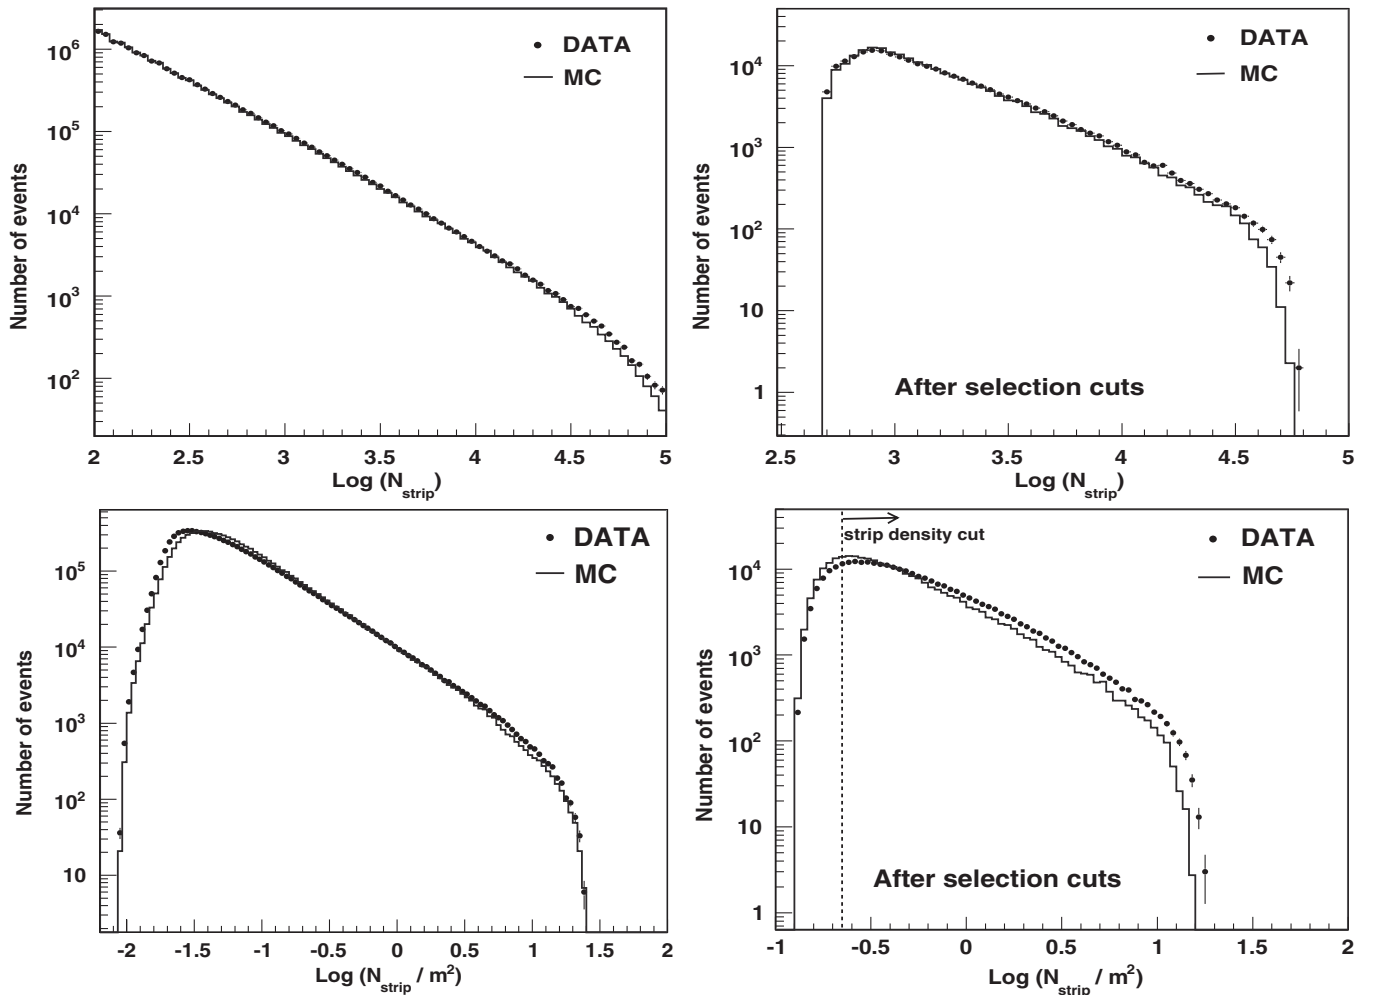 DATA
MC
Number of events
10^6
10^5
10^4
10^3
10^2
2 2.5 3 3.5 4 4.5 5
Log (N_strip)
DATA
MC
Number of events
10^4
10^3
10^2
10
1
After selection cuts
2.5 3 3.5 4 4.5 5
Log (N_strip)
DATA
MC
Number of events
10^5
10^4
10^3
10^2
10
-2 -1.5 -1 -0.5 0 0.5 1 1.5 2
Log (N_strip / m²)
strip density cut
DATA
MC
Number of events
10^4
10^3
10^2
10
1
After selection cuts
-1 -0.5 0 0.5 1 1.5 2
Log (N_strip / m²)